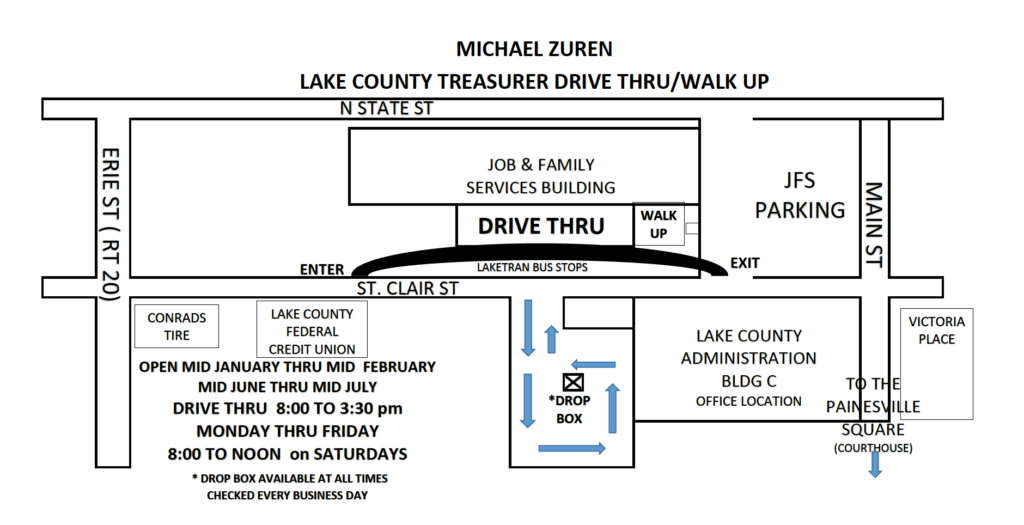 MICHAEL ZUREN
LAKE COUNTY TREASURER DRIVE THRU/WALK UP
N STATE ST
ERIE ST ( RT 20)
JOB & FAMILY
SERVICES BUILDING
DRIVE THRU
WALK
UP
JFS
PARKING
MAIN ST
ENTER
LAKETRAN BUS STOPS
EXIT
ST. CLAIR ST
CONRADS
TIRE
LAKE COUNTY
FEDERAL
CREDIT UNION
LAKE COUNTY
ADMINISTRATION
BLDG C
OFFICE LOCATION
VICTORIA
PLACE
OPEN MID JANUARY THRU MID FEBRUARY
MID JUNE THRU MID JULY
DRIVE THRU 8:00 TO 3:30 pm
MONDAY THRU FRIDAY
8:00 TO NOON on SATURDAYS
* DROP BOX AVAILABLE AT ALL TIMES
CHECKED EVERY BUSINESS DAY
*DROP
BOX
TO THE
PAINESVILLE
SQUARE
(COURTHOUSE)